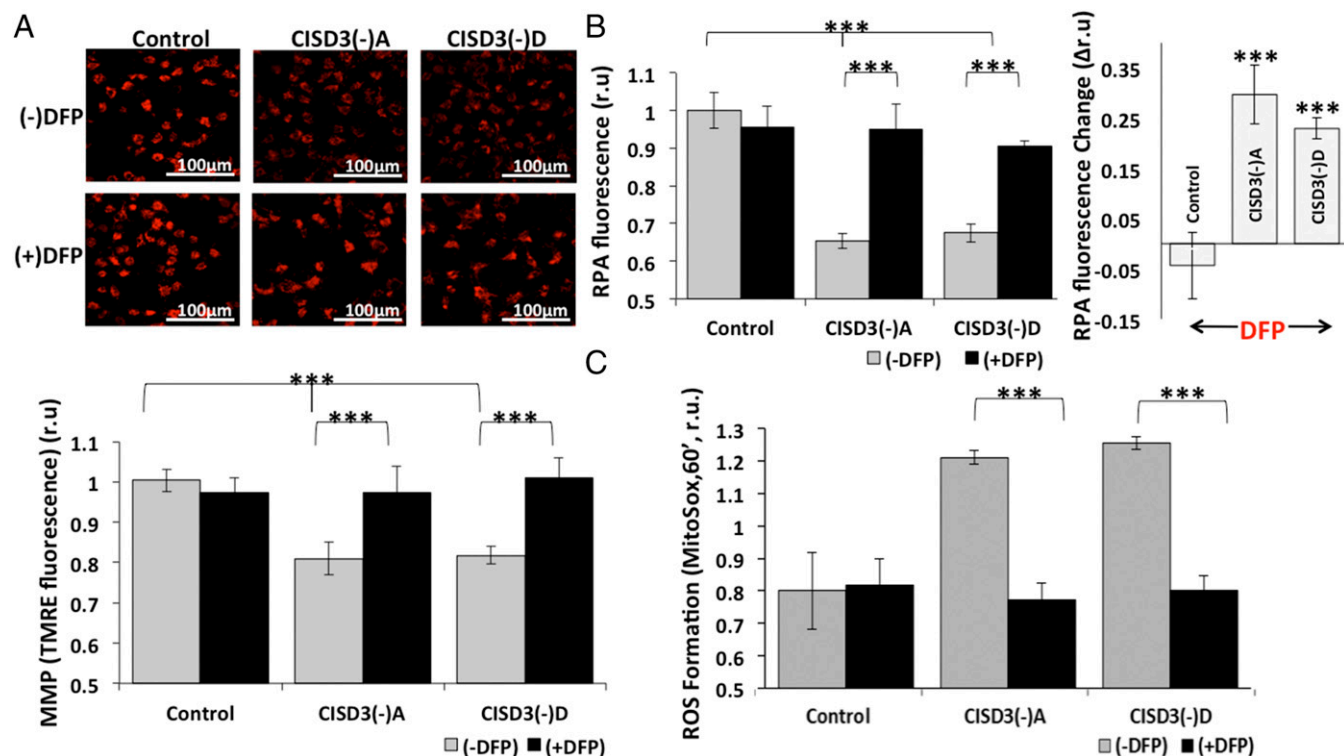 A
Control CISD3(-)A CISD3(-)D
(-)DFP
100μm 100μm 100μm
(+)DFP
100μm 100μm 100μm
B
***
*** ***
RPA fluorescence (r.u)
1.1
1
0.9
0.8
0.7
0.6
0.5
Control CISD3(-)A CISD3(-)D
(-DFP) (+DFP)
RPA fluorescence Change (Δr.u)
0.35
0.25
0.15
0.05
-0.05
-0.15
***
***
Control
CISD3(-)A
CISD3(-)D
DFP
***
*** ***
MMP (TMRE fluorescence) (r.u)
1.1
1
0.9
0.8
0.7
0.6
0.5
Control CISD3(-)A CISD3(-)D
(-DFP) (+DFP)
C
*** ***
ROS Formation (MitoSox,60’, r.u.)
1.3
1.2
1.1
1
0.9
0.8
0.7
0.6
0.5
Control CISD3(-)A CISD3(-)D
(-DFP) (+DFP)